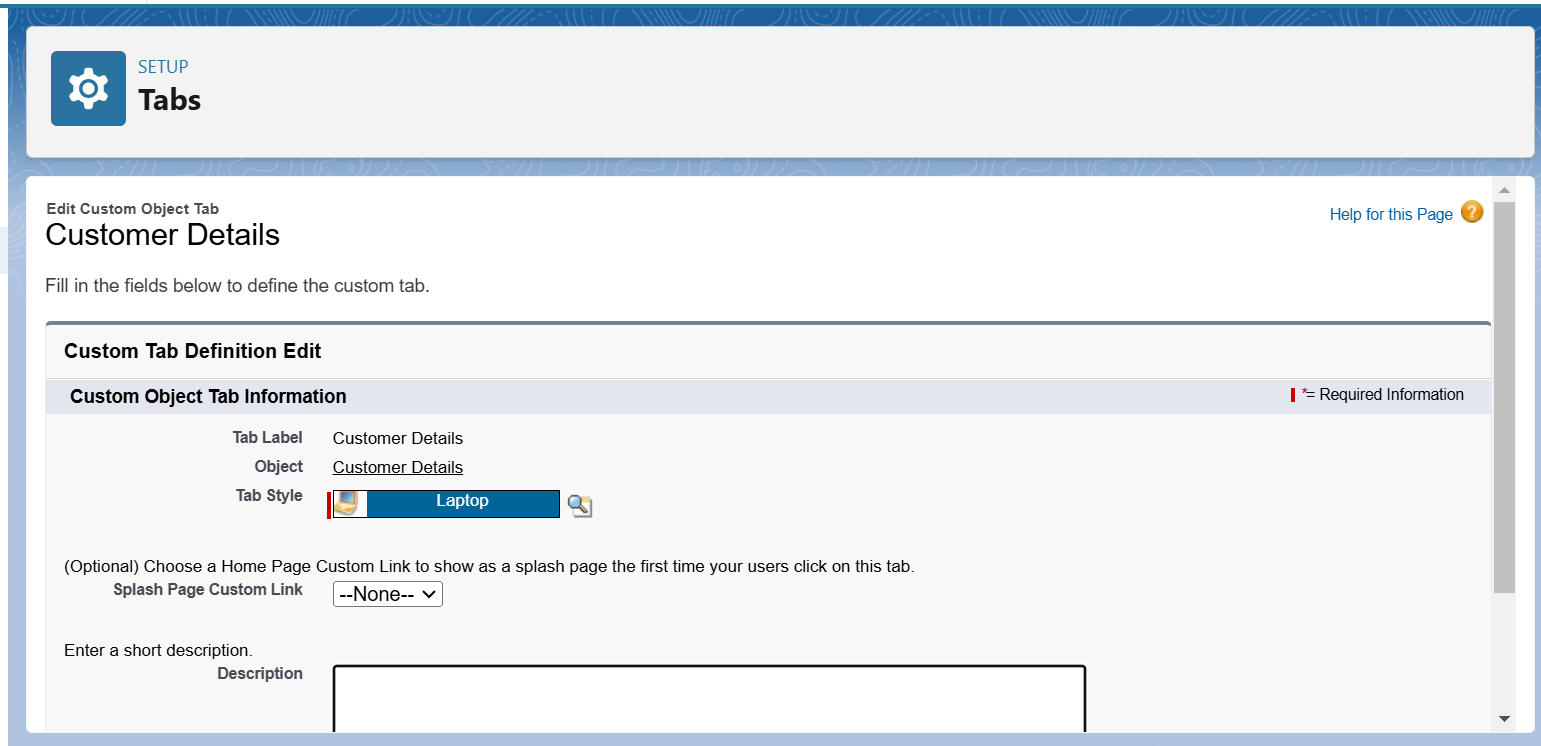 SETUP
Tabs
Edit Custom Object Tab
Customer Details
Help for this Page ?
Fill in the fields below to define the custom tab.
Custom Tab Definition Edit
Custom Object Tab Information
*= Required Information
Tab Label Customer Details
Object Customer Details
Tab Style Laptop
(Optional) Choose a Home Page Custom Link to show as a splash page the first time your users click on this tab.
Splash Page Custom Link --None--
Enter a short description.
Description